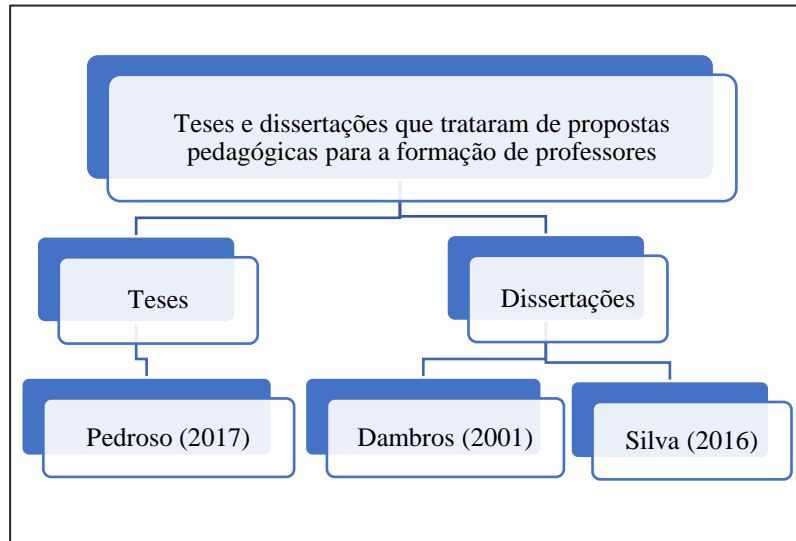 Teses e dissertações que trataram de propostas
pedagógicas para a formação de professores
Teses
Dissertações
Pedroso (2017)
Dambros (2001)
Silva (2016)